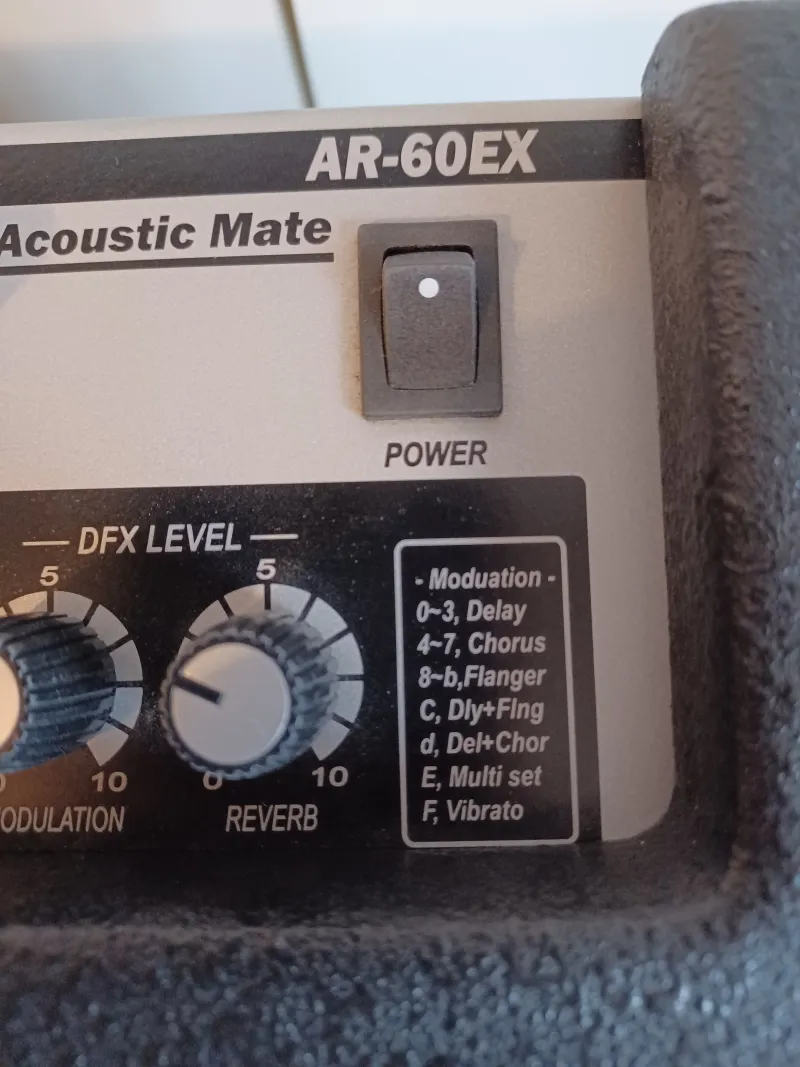 AR-60EX
Acoustic Mate
POWER
DFX LEVEL
5
5
- Moduation -
0~3, Delay
4~7, Chorus
8~b,Flanger
C, Dly+Flng
d, Del+Chor
E, Multi set
F, Vibrato
0 10
0 10
ODULATION
REVERB